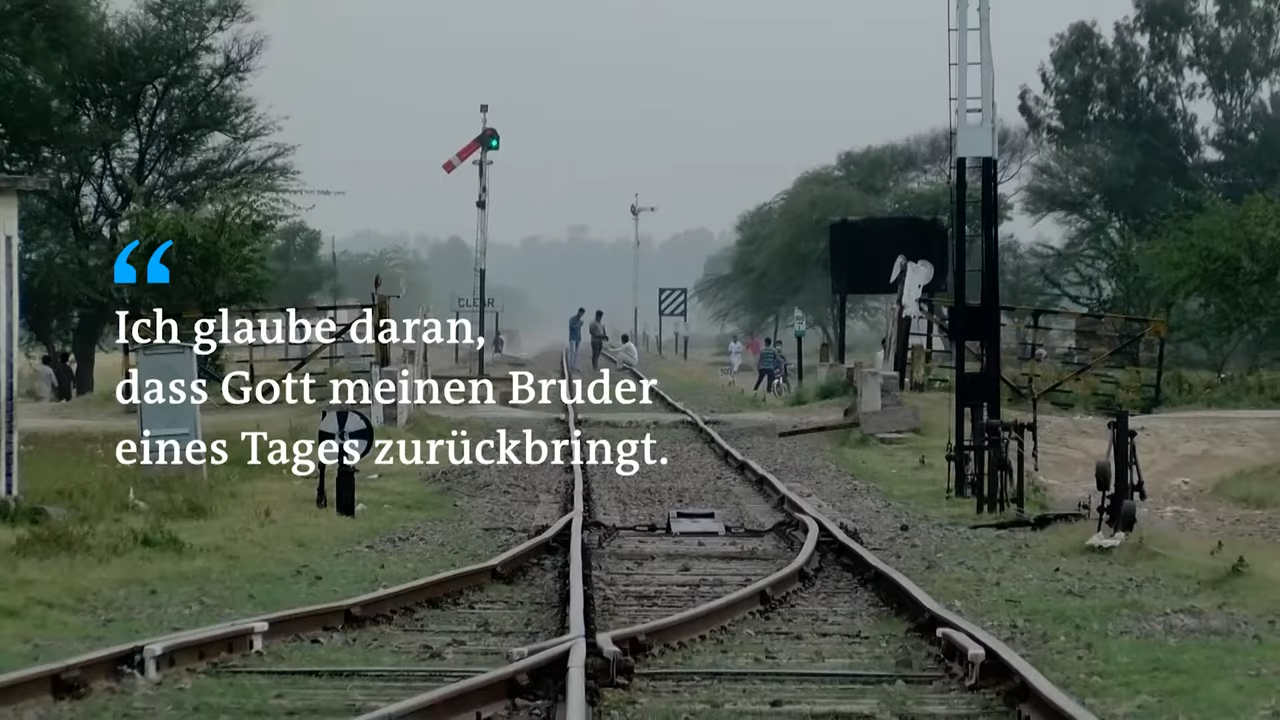 “
Ich glaube daran,
CLEAR
dass Gott meinen Bruder
eines Tages zurückbringt.